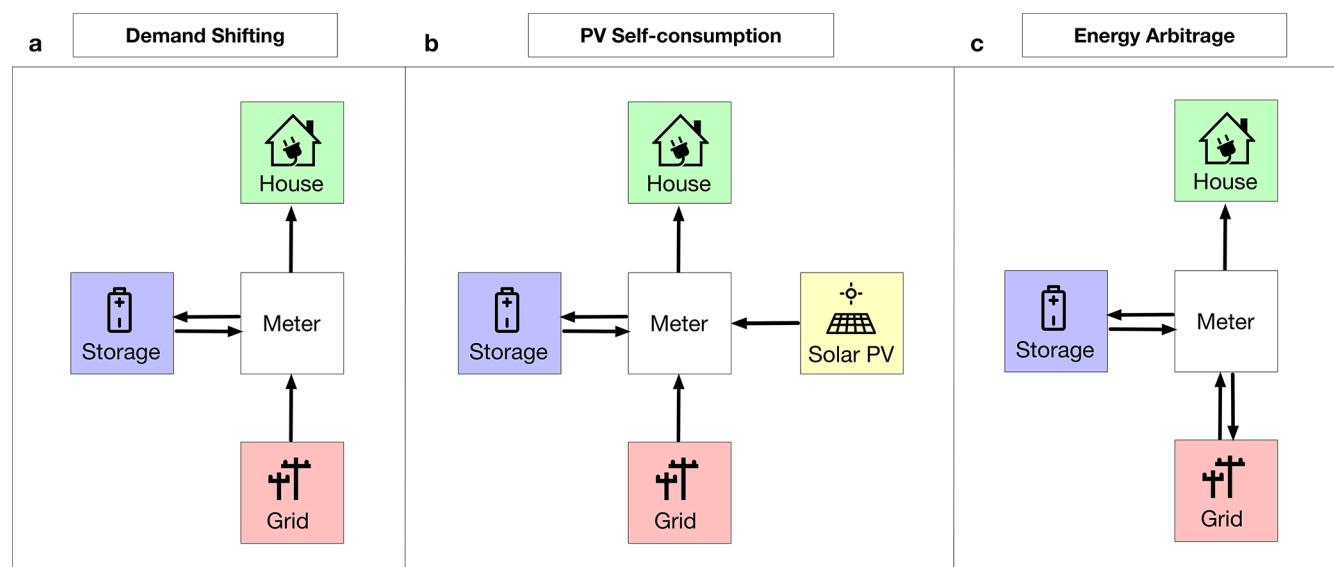 a
Demand Shifting
House
Storage
Meter
Grid
b
PV Self-consumption
House
Storage
Meter
Solar PV
Grid
c
Energy Arbitrage
House
Storage
Meter
Grid